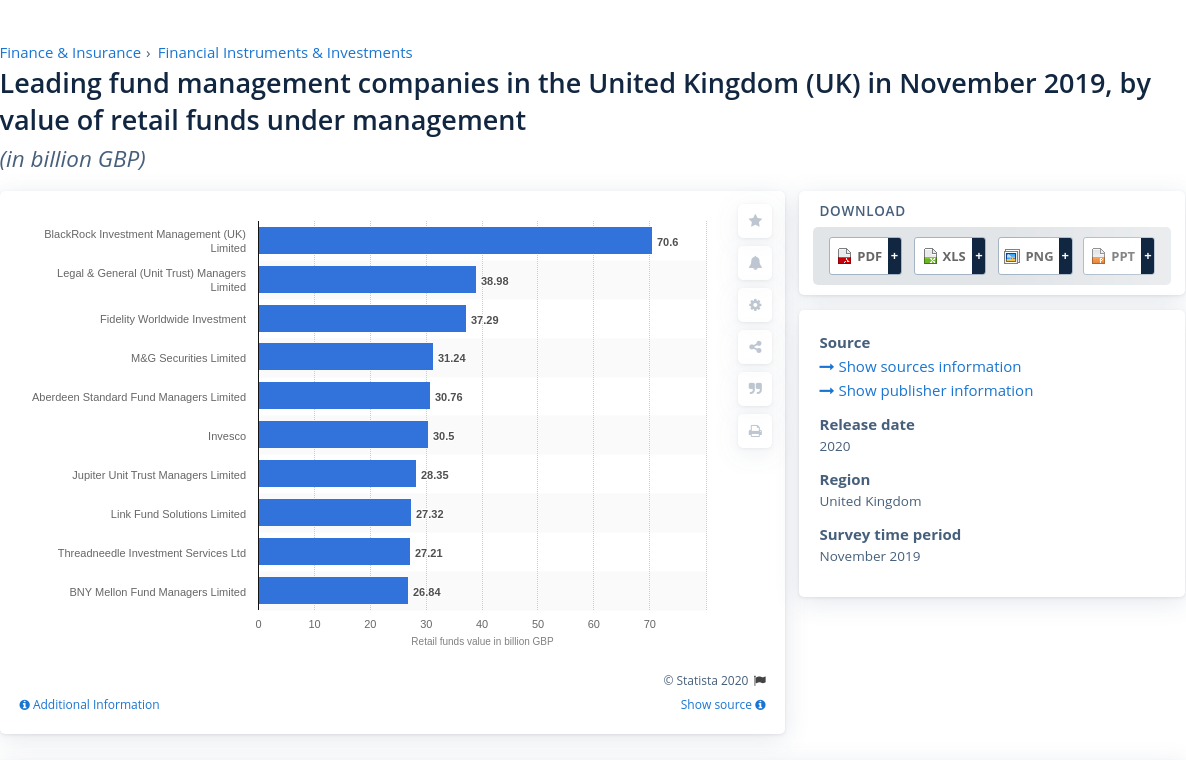 Finance & Insurance › Financial Instruments & Investments
Leading fund management companies in the United Kingdom (UK) in November 2019, by
value of retail funds under management
(in billion GBP)
BlackRock Investment Management (UK)
Limited
70.6
Legal & General (Unit Trust) Managers
Limited
38.98
Fidelity Worldwide Investment
37.29
M&G Securities Limited
31.24
Aberdeen Standard Fund Managers Limited
30.76
Invesco
30.5
Jupiter Unit Trust Managers Limited
28.35
Link Fund Solutions Limited
27.32
Threadneedle Investment Services Ltd
27.21
BNY Mellon Fund Managers Limited
26.84
0 10 20 30 40 50 60 70
Retail funds value in billion GBP
© Statista 2020
Additional Information
Show source
DOWNLOAD
PDF + XLS + PNG + PPT +
Source
Show sources information
Show publisher information
Release date
2020
Region
United Kingdom
Survey time period
November 2019